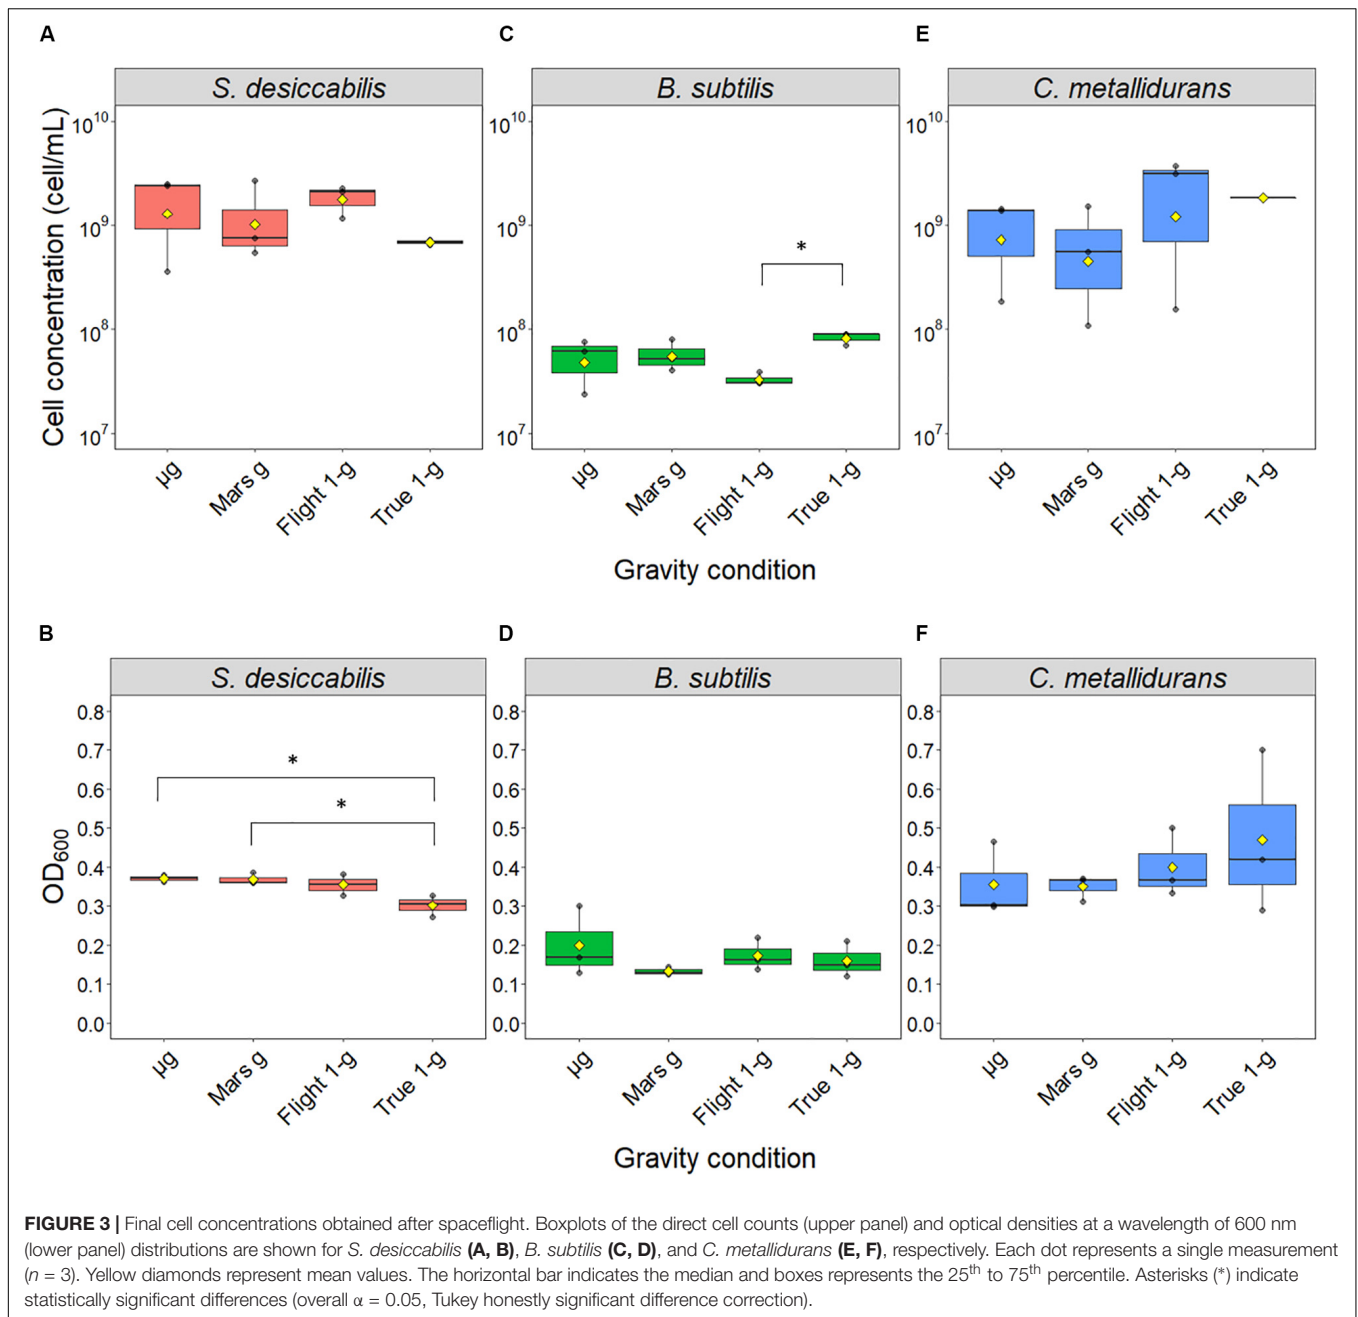 A
C
E
S. desiccabilis
B. subtilis
C. metallidurans
Cell concentration (cell/mL)
10^10
10^9
10^8
10^7
10^10
10^9
10^8
10^7
10^10
10^9
10^8
10^7
*
µg
Mars g
Flight 1-g
True 1-g
µg
Mars g
Flight 1-g
True 1-g
µg
Mars g
Flight 1-g
True 1-g
Gravity condition
B
D
F
S. desiccabilis
B. subtilis
C. metallidurans
OD600
0.8
0.7
0.6
0.5
0.4
0.3
0.2
0.1
0.0
*
*
0.8
0.7
0.6
0.5
0.4
0.3
0.2
0.1
0.0
0.8
0.7
0.6
0.5
0.4
0.3
0.2
0.1
0.0
µg
Mars g
Flight 1-g
True 1-g
µg
Mars g
Flight 1-g
True 1-g
µg
Mars g
Flight 1-g
True 1-g
Gravity condition
FIGURE 3 | Final cell concentrations obtained after spaceflight. Boxplots of the direct cell counts (upper panel) and optical densities at a wavelength of 600 nm
(lower panel) distributions are shown for S. desiccabilis (A, B), B. subtilis (C, D), and C. metallidurans (E, F), respectively. Each dot represents a single measurement
(n = 3). Yellow diamonds represent mean values. The horizontal bar indicates the median and boxes represents the 25th to 75th percentile. Asterisks (*) indicate
statistically significant differences (overall α = 0.05, Tukey honestly significant difference correction).